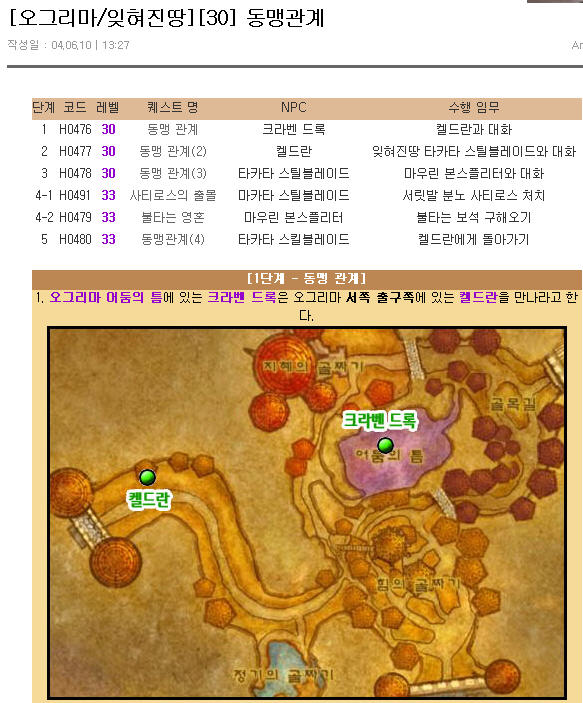 [오그리마/잊혀진땅][30] 동맹관계
작성일 : 04.06.10 | 13:27
Ar
단계 코드 레벨 퀘스트 명 NPC 수행 임무
1 H0476 30 동맹 관계 크라벤 드록 켈드란과 대화
2 H0477 30 동맹 관계(2) 켈드란 잊혀진땅 타카타 스틸블레이드와 대화
3 H0478 30 동맹 관계(3) 타카타 스틸블레이드 마우린 본스플리터와 대화
4-1 H0491 33 사티로스의 출몰 마카타 스틸블레이드 서릿발 분노 사티로스 처치
4-2 H0479 33 불타는 영혼 마우린 본스플리터 불타는 보석 구해오기
5 H0480 33 동맹관계(4) 타카타 스킬블레이드 켈드란에게 돌아가기
[1단계 - 동맹 관계]
1. 오그리마 어둠의 틈에 있는 크라벤 드록은 오그리마 서쪽 출구쪽에 있는 켈드란을 만나라고 한
다.
지혜의 골짜기
골목길
크라벤 드록
어둠의 틈
켈드란
힘의 골짜기
정기의 골짜기